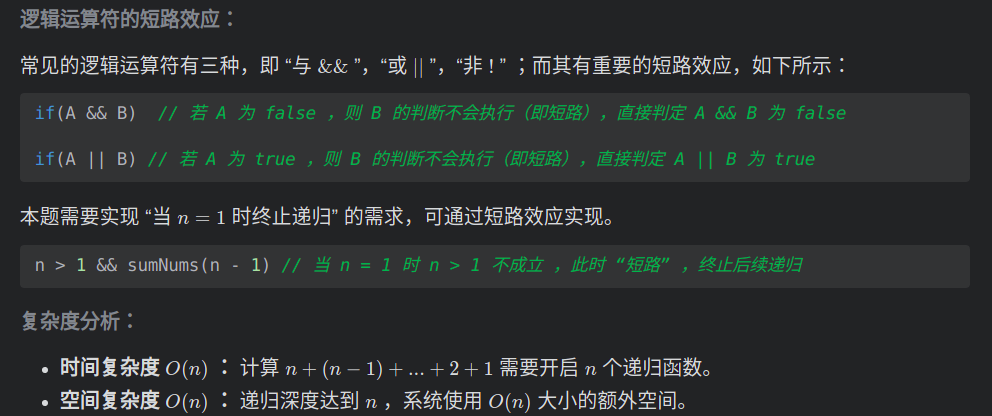 逻辑运算符的短路效应：
常见的逻辑运算符有三种，即 “与 && ”，“或 || ”，“非 ! ” ；而其有重要的短路效应，如下所示：
if(A && B)  // 若 A 为 false ，则 B 的判断不会执行（即短路），直接判定 A && B 为 false
if(A || B) // 若 A 为 true ，则 B 的判断不会执行（即短路），直接判定 A || B 为 true
本题需要实现 “当 n = 1 时终止递归” 的需求，可通过短路效应实现。
n > 1 && sumNums(n - 1) // 当 n = 1 时 n > 1 不成立 ，此时 “短路” ，终止后续递归
复杂度分析：
• 时间复杂度 O(n) ： 计算 n + (n − 1) + ... + 2 + 1 需要开启 n 个递归函数。
• 空间复杂度 O(n) ： 递归深度达到 n ，系统使用 O(n) 大小的额外空间。